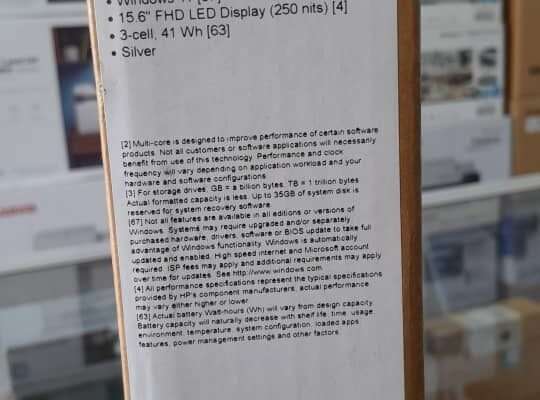 • 15.6" FHD LED Display (250 nits) [4]
• 3-cell, 41 Wh [63]
• Silver
[2] Multi-core is designed to improve performance of certain software
products. Not all customers or software applications will necessarily
benefit from use of this technology. Performance and clock
frequency will vary depending on application workload and your
hardware and software configurations.
[3] For storage drives, GB = a billion bytes. TB = 1 trillion bytes.
Actual formatted capacity is less. Up to 35GB of system disk is
reserved for system recovery software.
[67] Not all features are available in all editions or versions of
Windows. Systems may require upgraded and/or separately
purchased hardware, drivers, software or BIOS update to take full
advantage of Windows functionality. Windows is automatically
updated and enabled. High speed internet and Microsoft account
required. ISP fees may apply and additional requirements may apply
over time for updates. See http://www.windows.com.
[4] All performance specifications represent the typical specifications
provided by HP's component manufacturers; actual performance
may vary either higher or lower.
[63] Actual battery Watt-hours (Wh) will vary from design capacity.
Battery capacity will naturally decrease with shelf life, time, usage,
environment, temperature, system configuration, loaded apps,
features, power management settings and other factors.